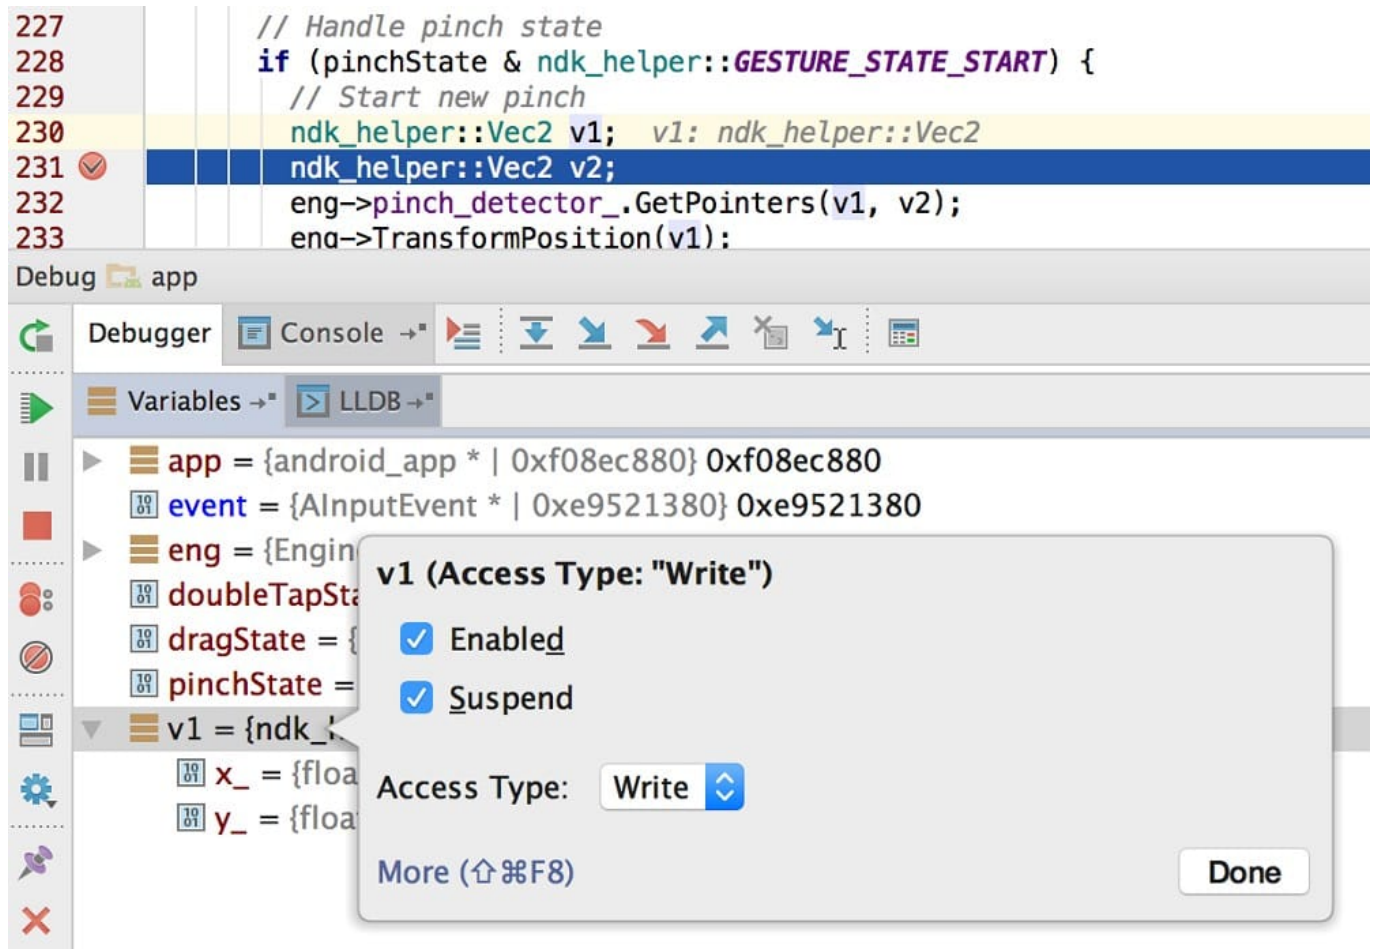 227 // Handle pinch state
228 if (pinchState & ndk_helper::GESTURE_STATE_START) {
229 // Start new pinch
230 ndk_helper::Vec2 v1; v1: ndk_helper::Vec2
231 ndk_helper::Vec2 v2;
232 eng->pinch_detector_.GetPointers(v1, v2);
233 eng->TransformPosition(v1);
Debug app
Debugger Console
Variables LLDB
app = {android_app * | 0xf08ec880} 0xf08ec880
event = {AInputEvent * | 0xe9521380} 0xe9521380
eng = {Engin
doubleTapSta
dragState = {
pinchState =
v1 = {ndk_h
x_ = {floa
y_ = {floa
v1 (Access Type: "Write")
Enabled
Suspend
Access Type: Write
More (⇧⌘F8)
Done